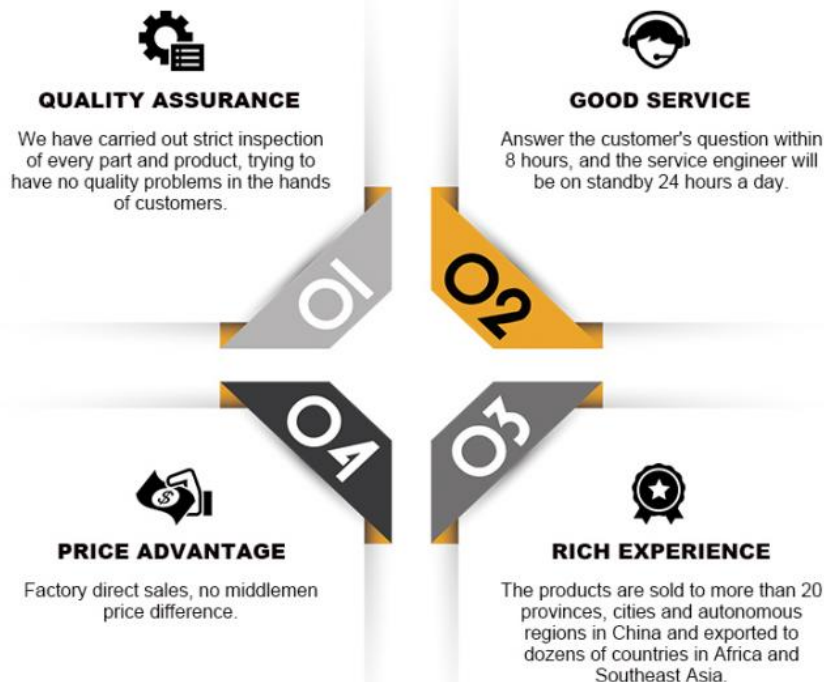 QUALITY ASSURANCE
We have carried out strict inspection
of every part and product, trying to
have no quality problems in the hands
of customers.
01
GOOD SERVICE
Answer the customer's question within
8 hours, and the service engineer will
be on standby 24 hours a day.
02
03
RICH EXPERIENCE
The products are sold to more than 20
provinces, cities and autonomous
regions in China and exported to
dozens of countries in Africa and
Southeast Asia.
04
$
PRICE ADVANTAGE
Factory direct sales, no middlemen
price difference.